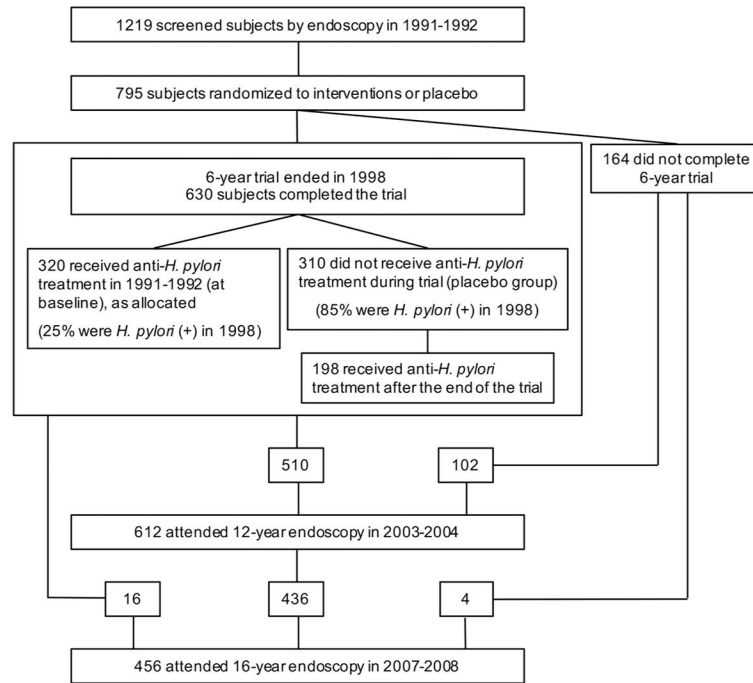 1219 screened subjects by endoscopy in 1991-1992
795 subjects randomized to interventions or placebo
164 did not complete
6-year trial
6-year trial ended in 1998
630 subjects completed the trial
320 received anti-H. pylori
treatment in 1991-1992 (at
baseline), as allocated
(25% were H. pylori (+) in 1998)
310 did not receive anti-H. pylori
treatment during trial (placebo
group)
(85% were H. pylori (+) in 1998)
198 received anti-H. pylori
treatment after the end of the trial
510
102
612 attended 12-year endoscopy in 2003-2004
16
436
4
456 attended 16-year endoscopy in 2007-2008